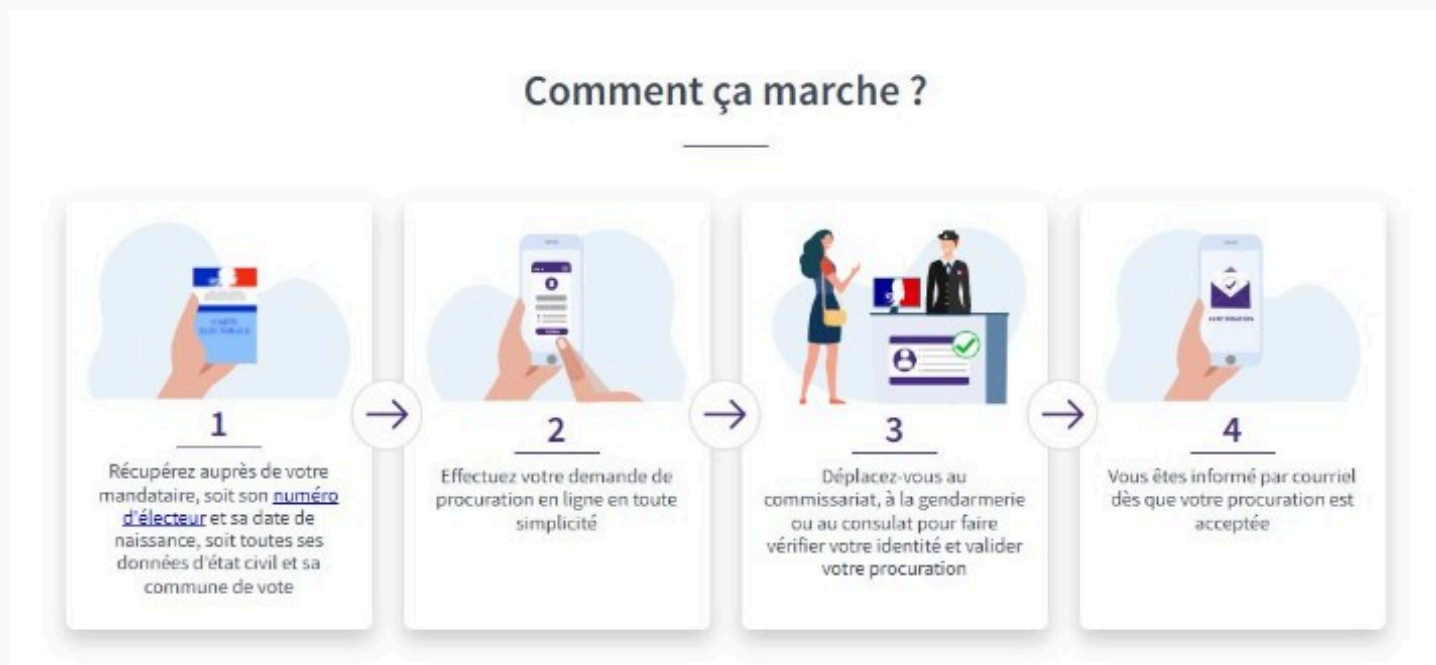 Comment ça marche ?
CARTE
ÉLECTORALE
1
Récupérez auprès de votre
mandataire, soit son numéro
d'électeur et sa date de
naissance, soit toutes ses
données d'état civil et sa
commune de vote
2
Effectuez votre demande de
procuration en ligne en toute
simplicité
3
Déplacez-vous au
commissariat, à la gendarmerie
ou au consulat pour faire
vérifier votre identité et valider
votre procuration
4
Vous êtes informé par courriel
dès que votre procuration est
acceptée